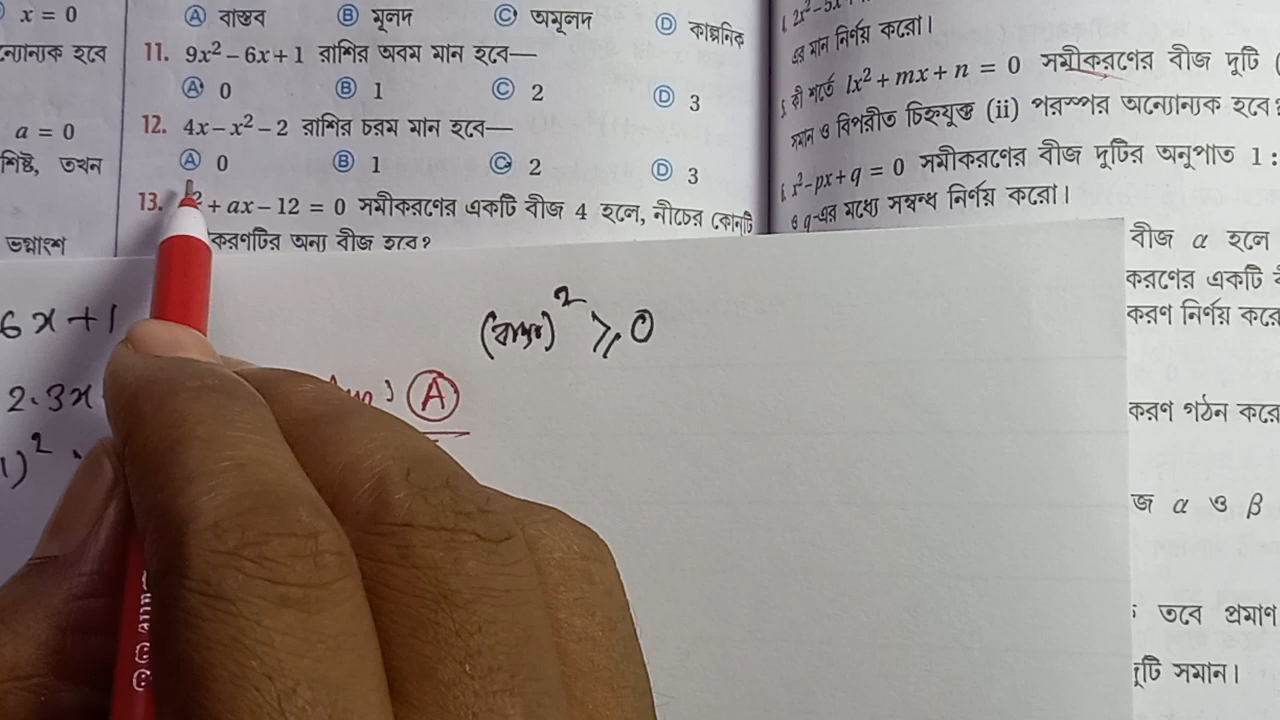 x = 0
ন্যোন্যক হবে
a = 0
শিষ্ট, তখন
ভগ্নাংশ
Ⓐ বাস্তব Ⓑ মূলদ Ⓒ অমূলদ Ⓓ কাল্পনিক
11. 9x² – 6x + 1 রাশির অবম মান হবে—
Ⓐ 0 Ⓑ 1 Ⓒ 2 Ⓓ 3
12. 4x – x² – 2 রাশির চরম মান হবে—
Ⓐ 0 Ⓑ 1 Ⓒ 2 Ⓓ 3
13. + ax – 12 = 0 সমীকরণের একটি বীজ 4 হলে, নীচের কোনটি
করণটির অন্য বীজ হবে?
2x² – 5x
এর মান নির্ণয় করো।
কী শর্তে lx² + mx + n = 0 সমীকরণের বীজ দুটি (
সমান ও বিপরীত চিহ্নযুক্ত (ii) পরস্পর অন্যোন্যক হবে?
x² – px + q = 0 সমীকরণের বীজ দুটির অনুপাত 1 :
ও q-এর মধ্যে সম্বন্ধ নির্ণয় করো।
বীজ α হলে
করণের একটি
করণ নির্ণয় করে
করণ গঠন করে
জ α ও β
তবে প্রমাণ
দুটি সমান।
6x + 1
2.3x
1)²
( )² ≥ 0
Ⓐ